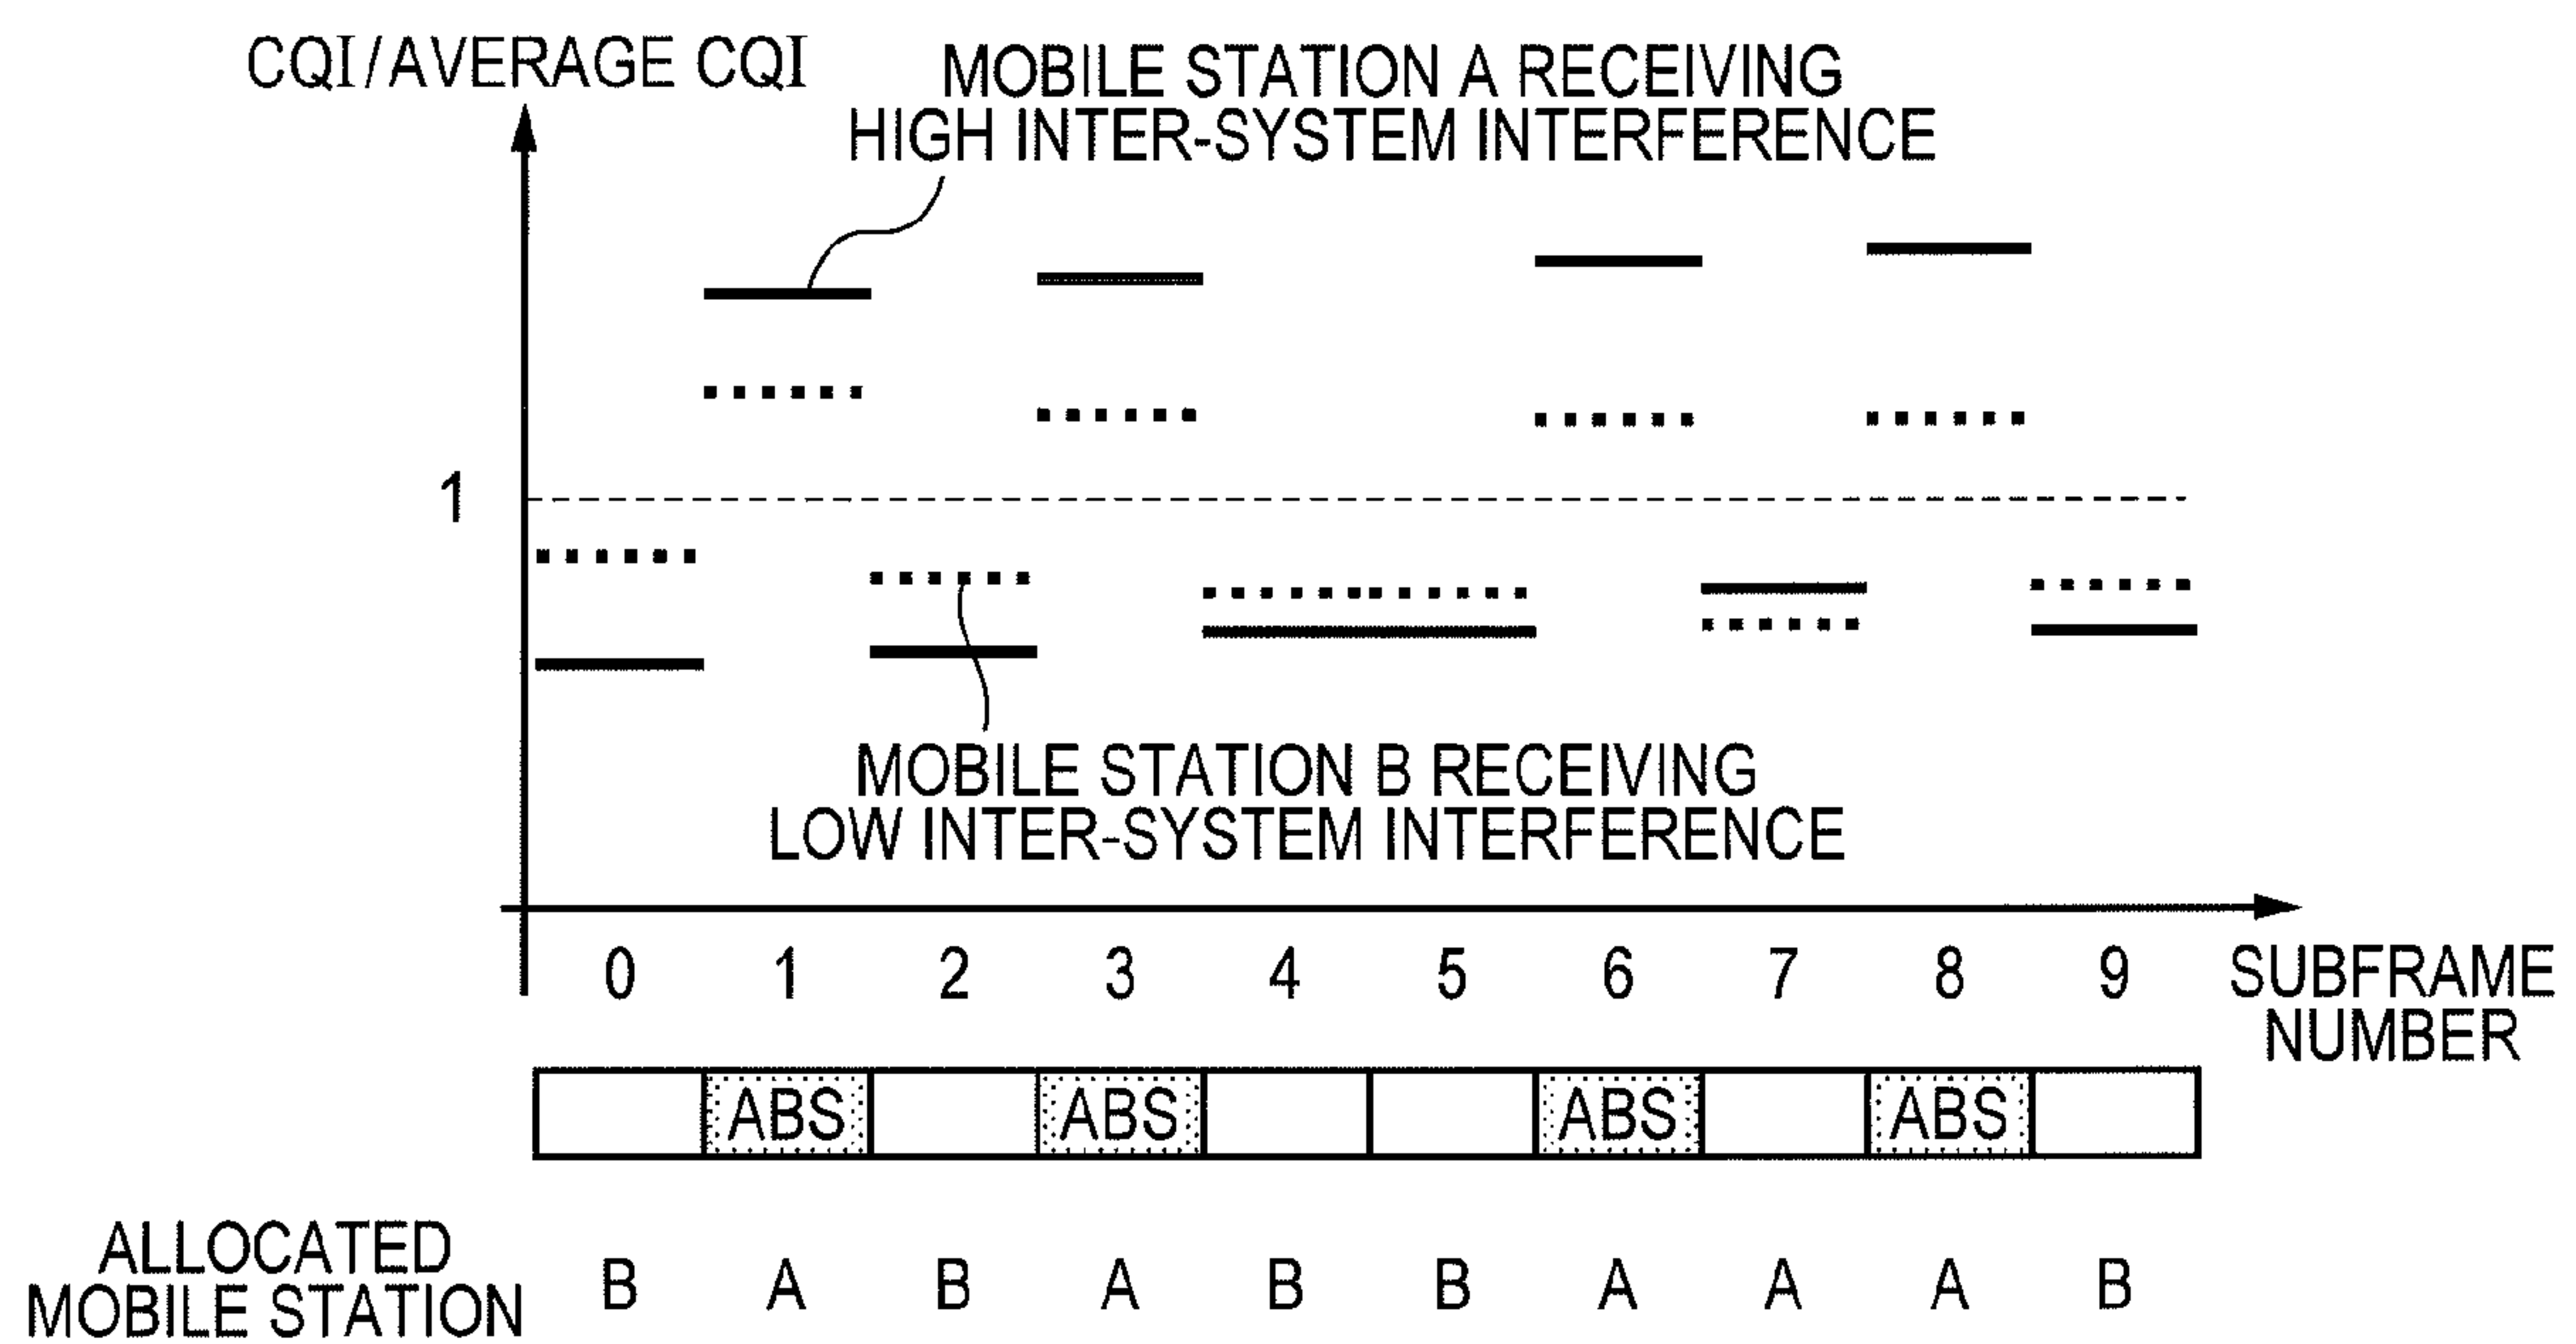 CQI/AVERAGE CQI
MOBILE STATION A RECEIVING
HIGH INTER-SYSTEM INTERFERENCE
1
MOBILE STATION B RECEIVING
LOW INTER-SYSTEM INTERFERENCE
0 1 2 3 4 5 6 7 8 9
SUBFRAME
NUMBER
ABS ABS ABS ABS
ALLOCATED
MOBILE STATION
B A B A B B A A A B